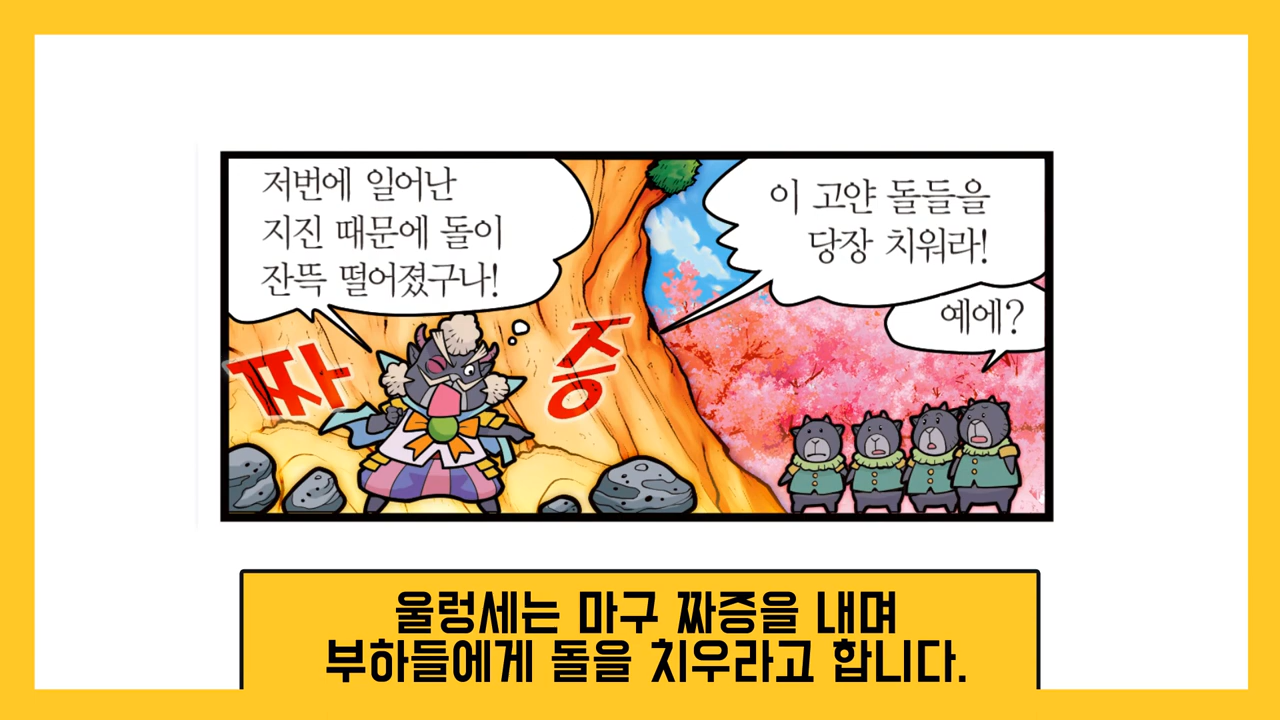 저번에 일어난
지진 때문에 돌이
잔뜩 떨어졌구나!
이 고얀 돌들을
당장 치워라!
예에?
짜
증
울렁세는 마구 짜증을 내며
부하들에게 돌을 치우라고 합니다.